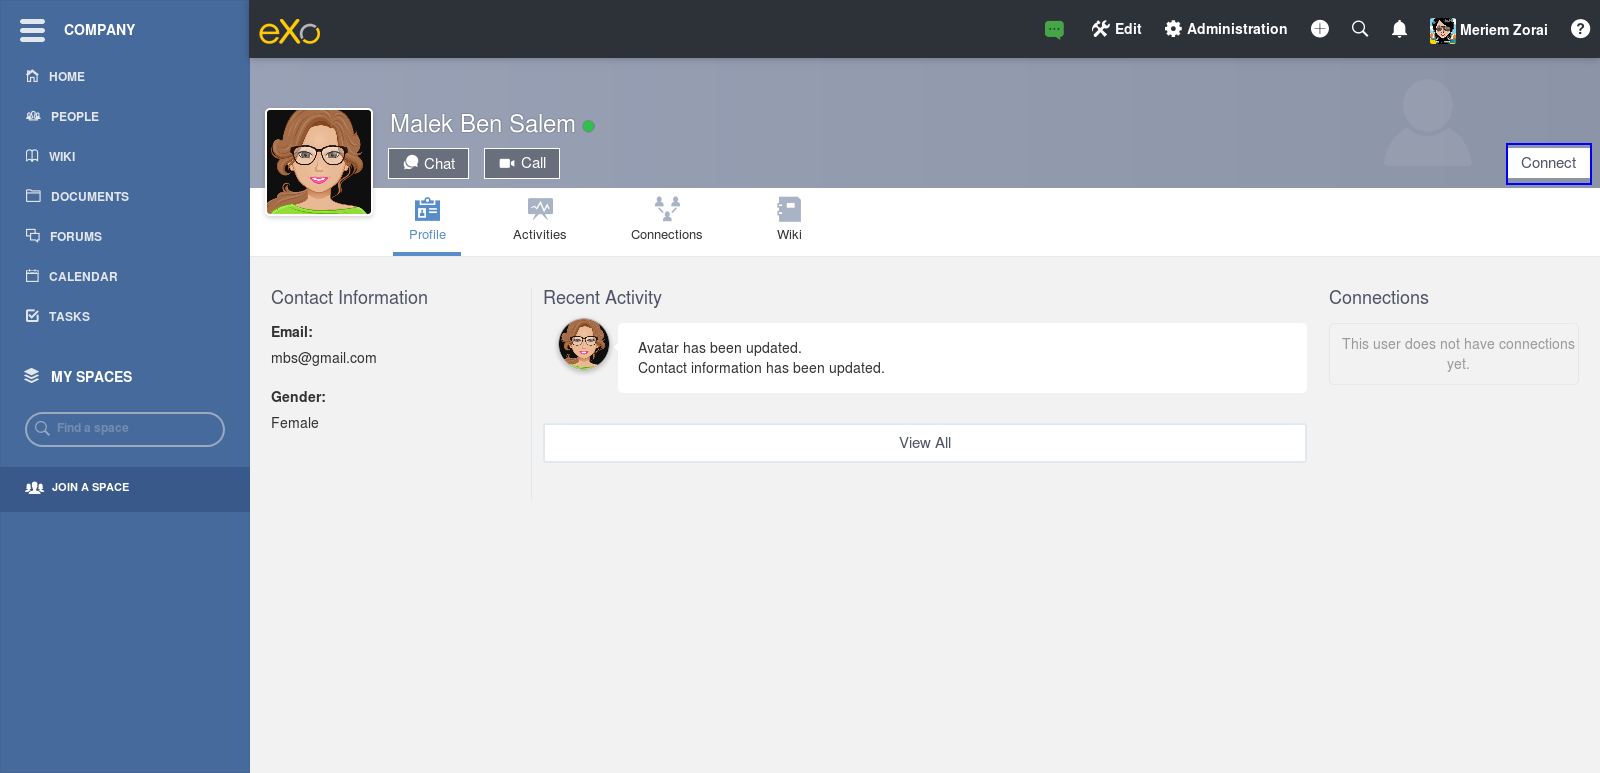 COMPANY
eXo
Edit
Administration
Meriem Zorai
HOME
PEOPLE
WIKI
DOCUMENTS
FORUMS
CALENDAR
TASKS
MY SPACES
Find a space
JOIN A SPACE
Malek Ben Salem
Chat
Call
Connect
Profile
Activities
Connections
Wiki
Contact Information
Email:
mbs@gmail.com
Gender:
Female
Recent Activity
Avatar has been updated.
Contact information has been updated.
View All
Connections
This user does not have connections
yet.